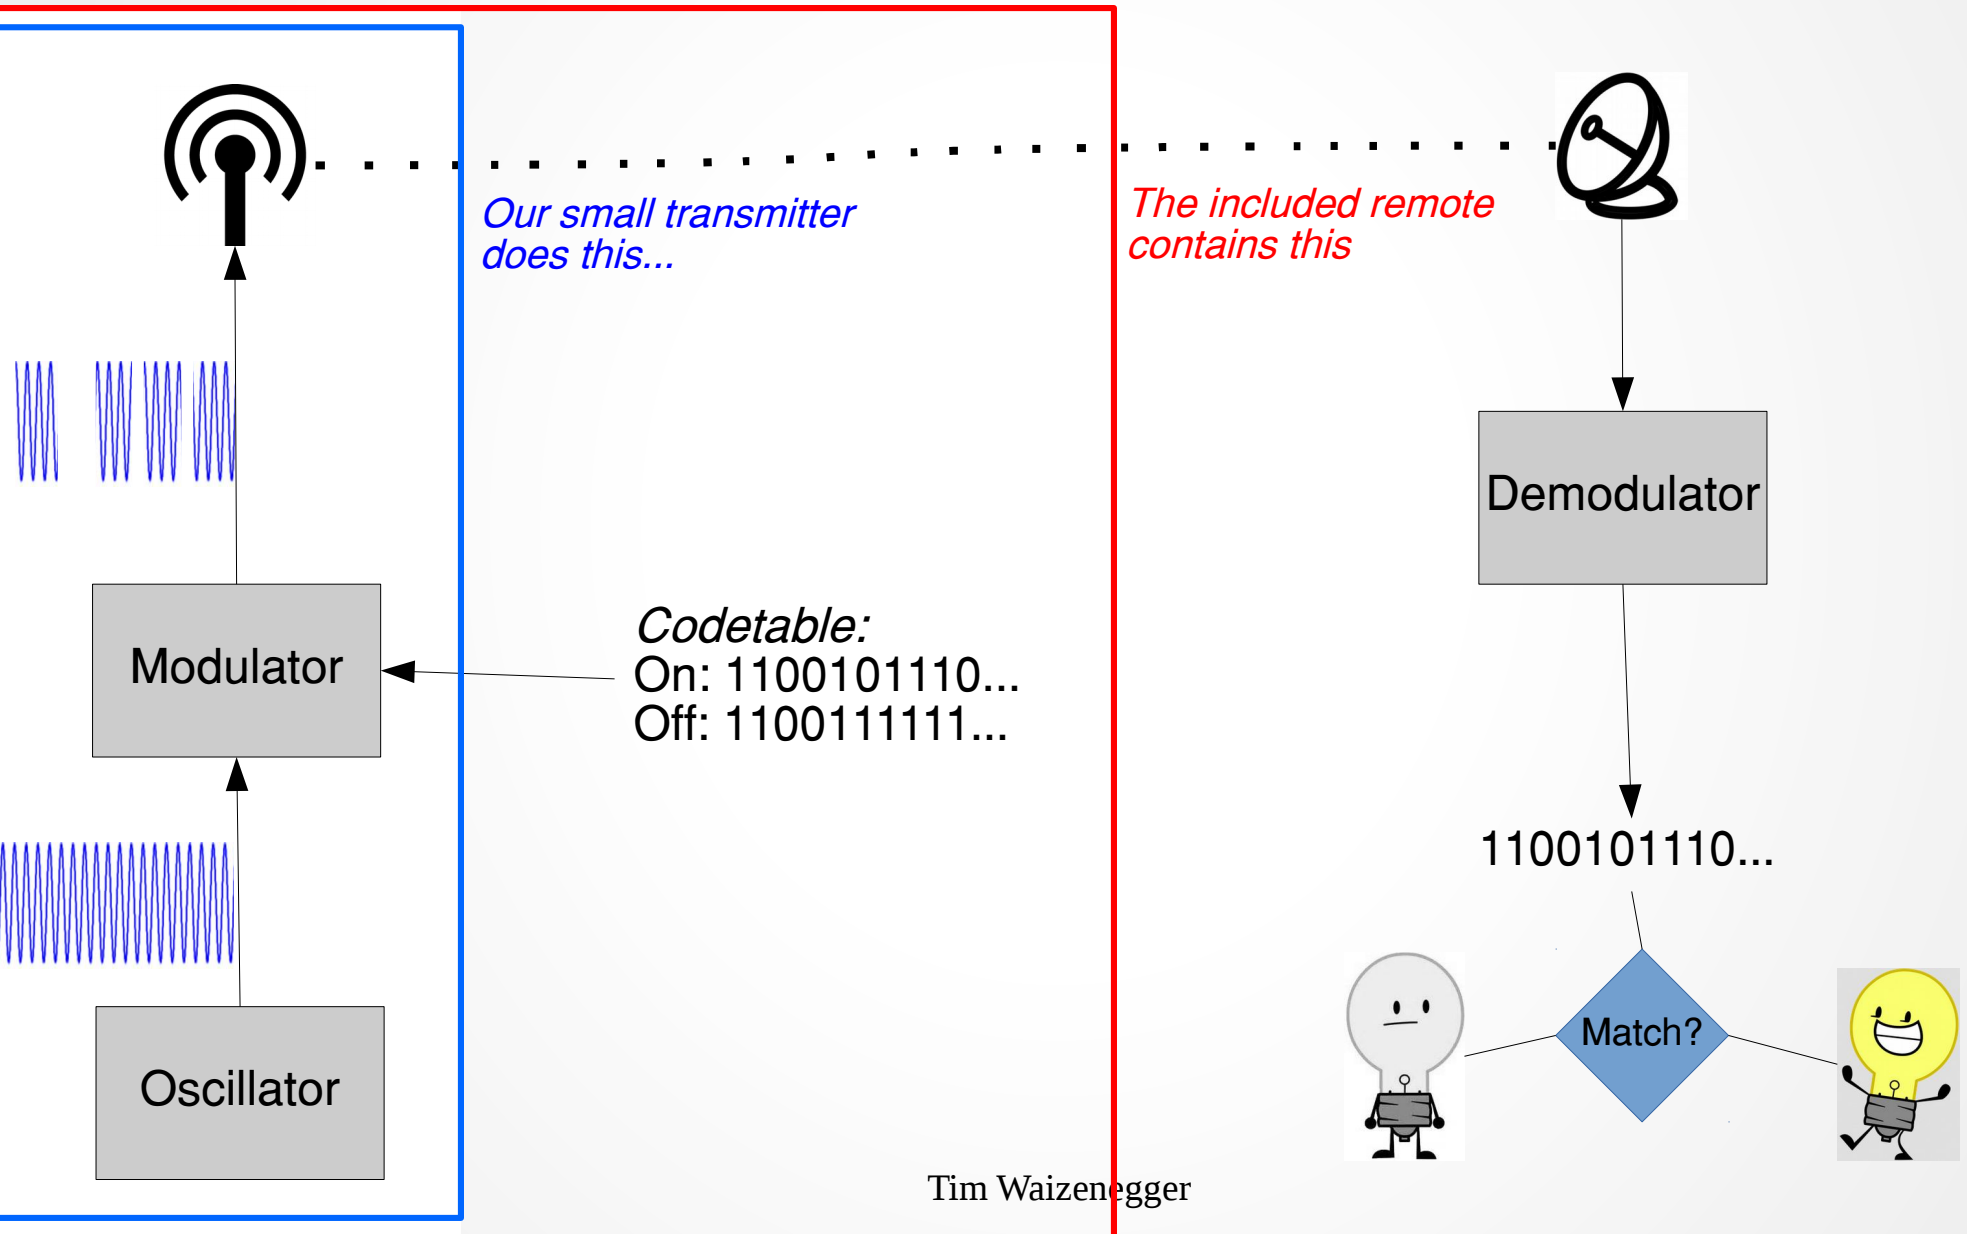 Our small transmitter
does this...
The included remote
contains this
Demodulator
Modulator
Codetable:
On: 1100101110...
Off: 1100111111...
1100101110...
Match?
Oscillator
Tim Waizenegger